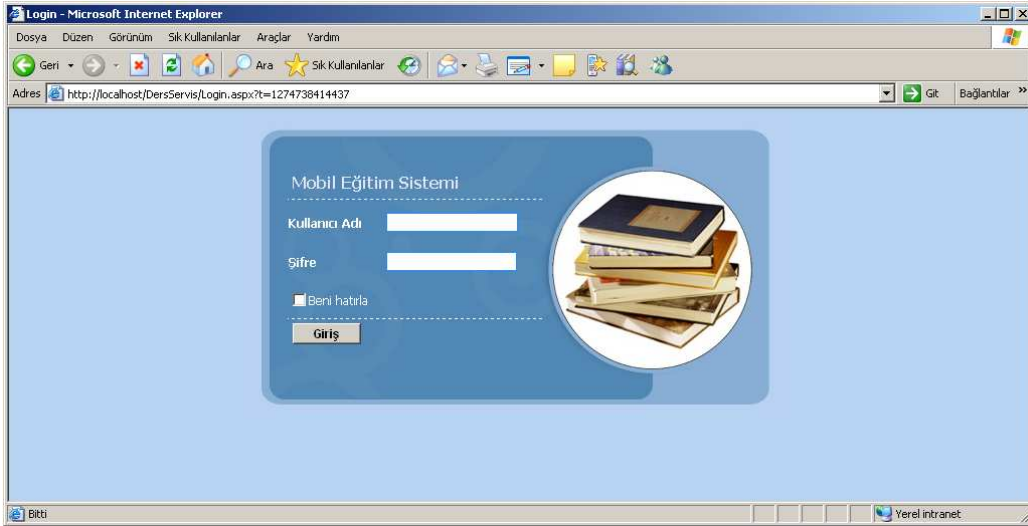 Login - Microsoft Internet Explorer
Dosya Düzen Görünüm Sık Kullanılanlar Araçlar Yardım
Geri Ara Sık Kullanılanlar
Adres http://localhost/DersServis/Login.aspx?t=1274738414437 Git Bağlantılar »
Mobil Eğitim Sistemi
Kullanıcı Adı
Şifre
Beni hatırla
Giriş
Bitti Yerel intranet